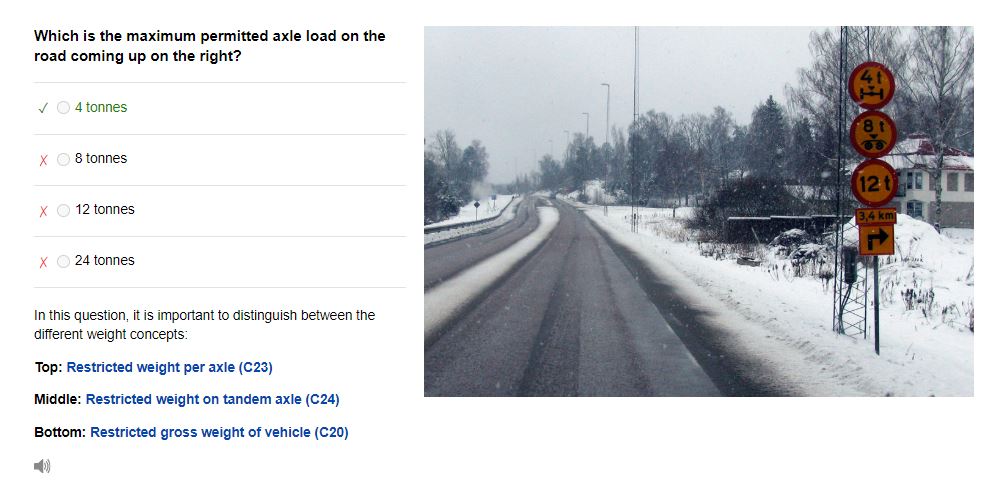 Which is the maximum permitted axle load on the
road coming up on the right?
4 tonnes
8 tonnes
12 tonnes
24 tonnes
In this question, it is important to distinguish between the
different weight concepts:
Top: Restricted weight per axle (C23)
Middle: Restricted weight on tandem axle (C24)
Bottom: Restricted gross weight of vehicle (C20)
4 t
8 t
12 t
3,4 km